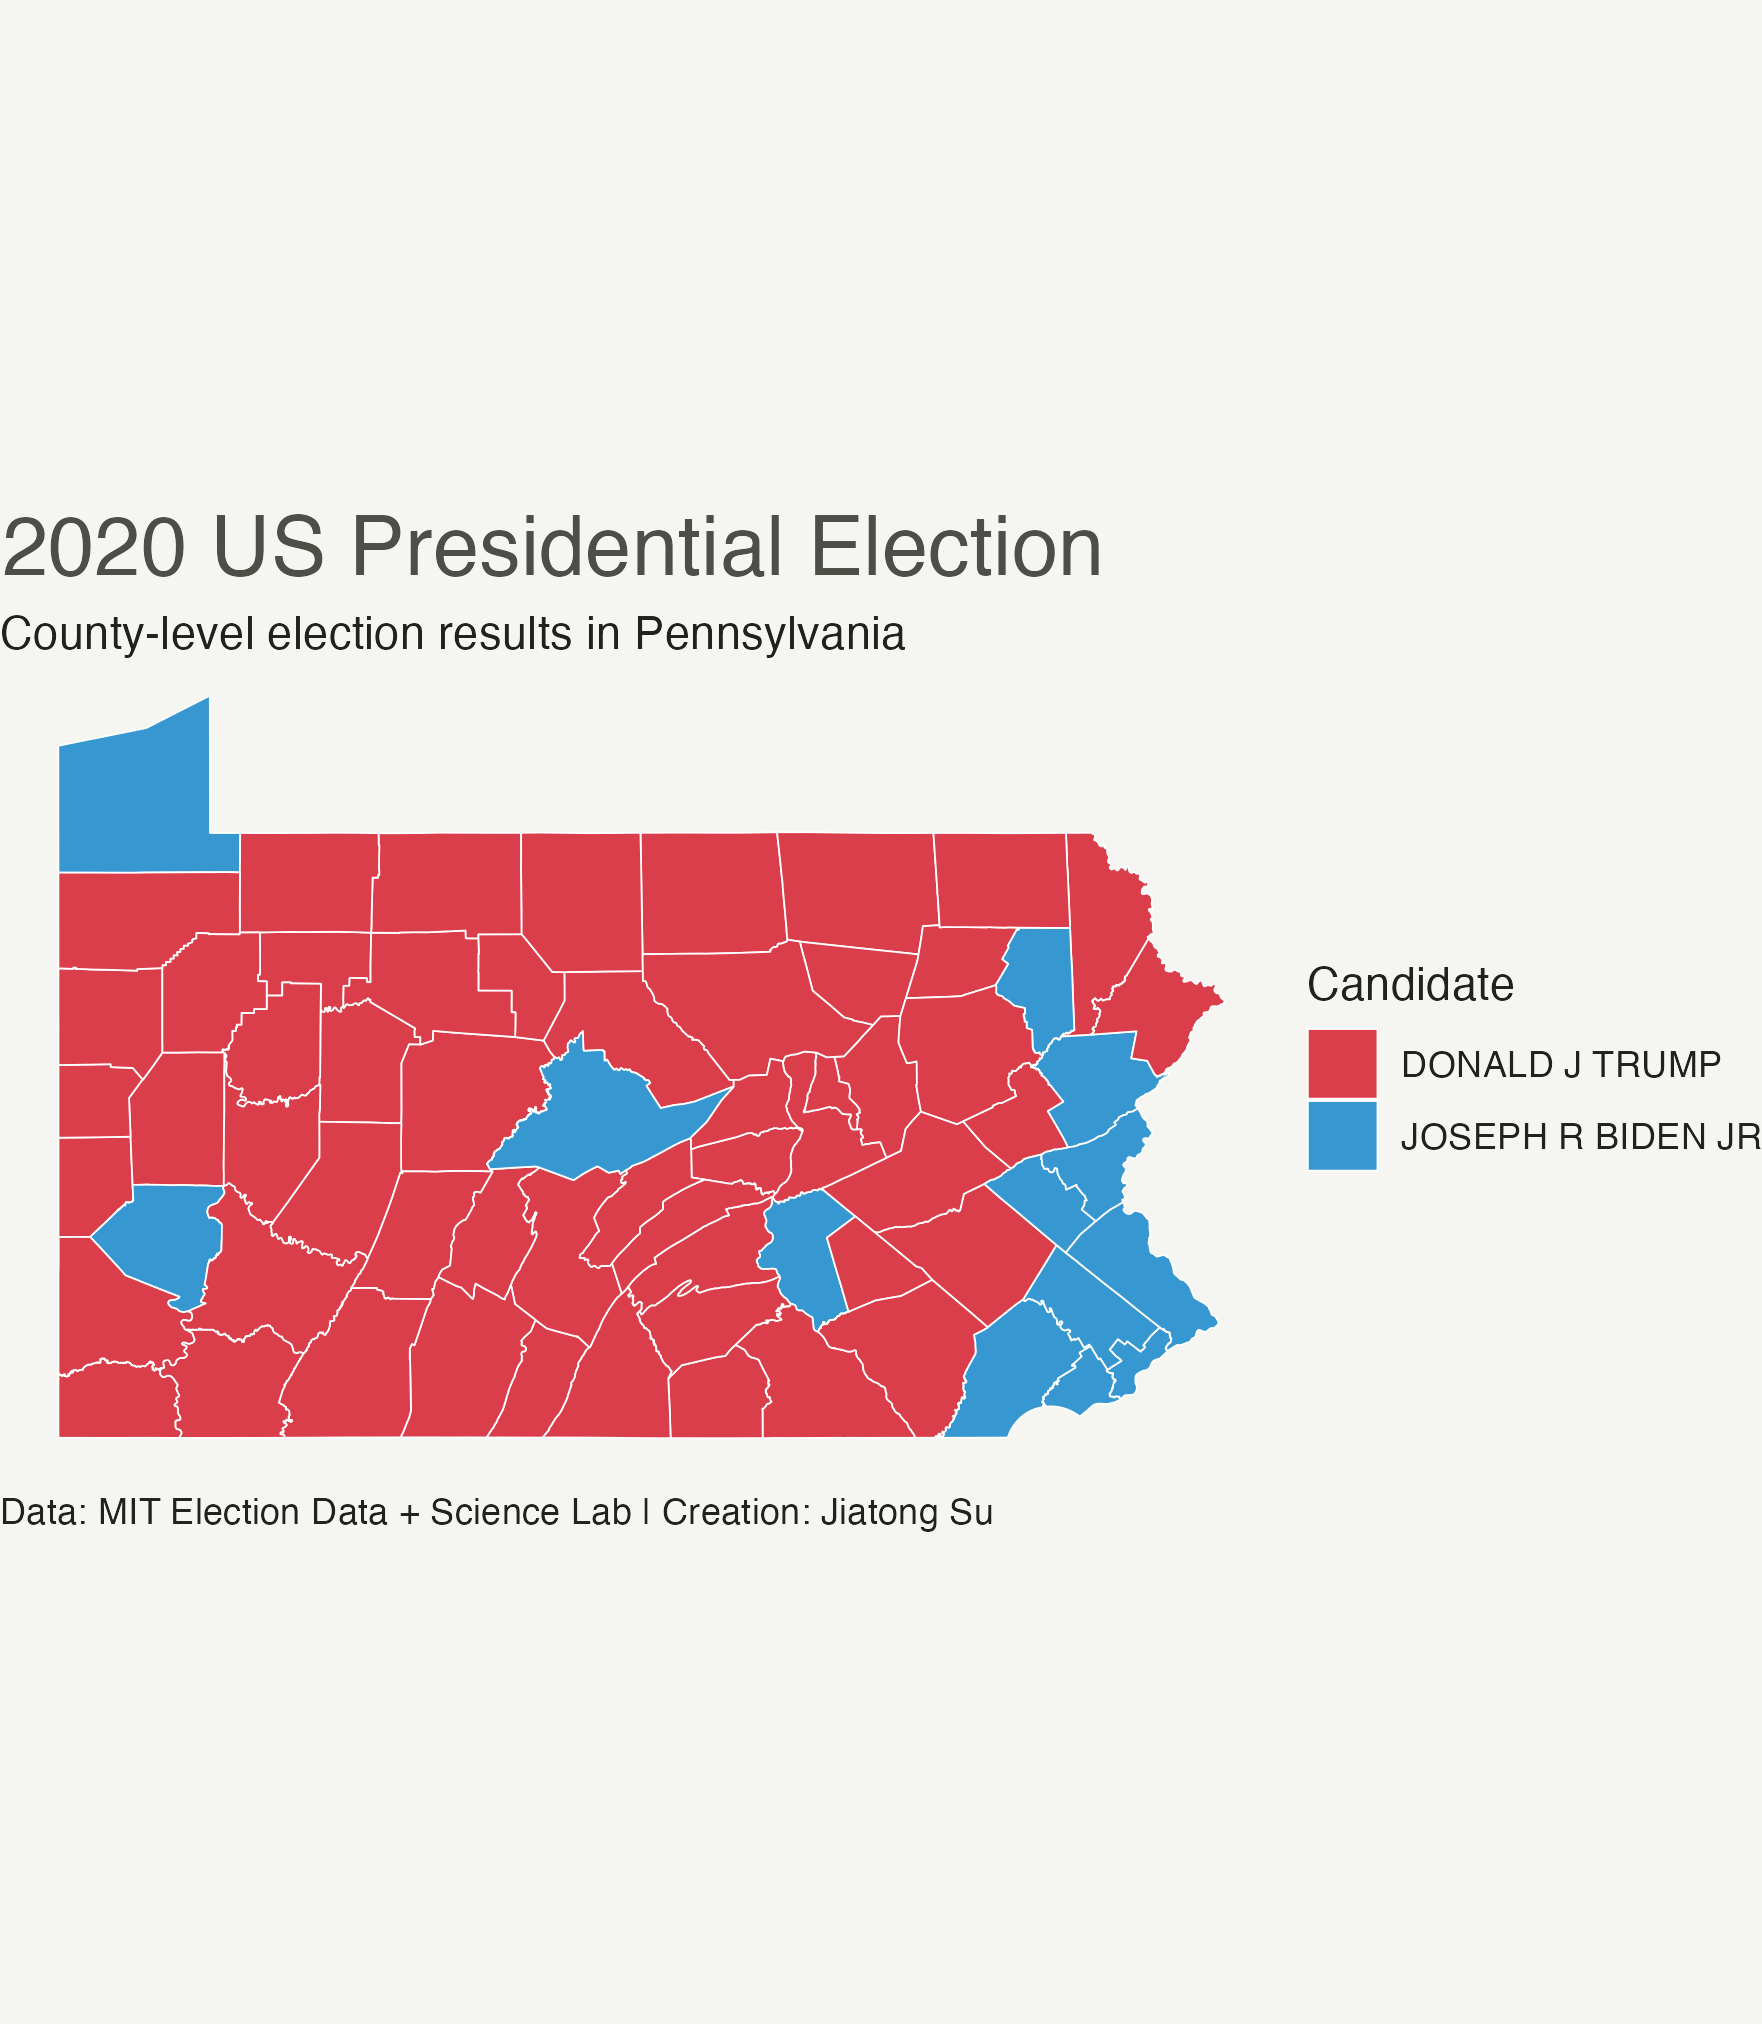 2020 US Presidential Election
County-level election results in Pennsylvania
Candidate
DONALD J TRUMP
JOSEPH R BIDEN JR
Data: MIT Election Data + Science Lab | Creation: Jiatong Su